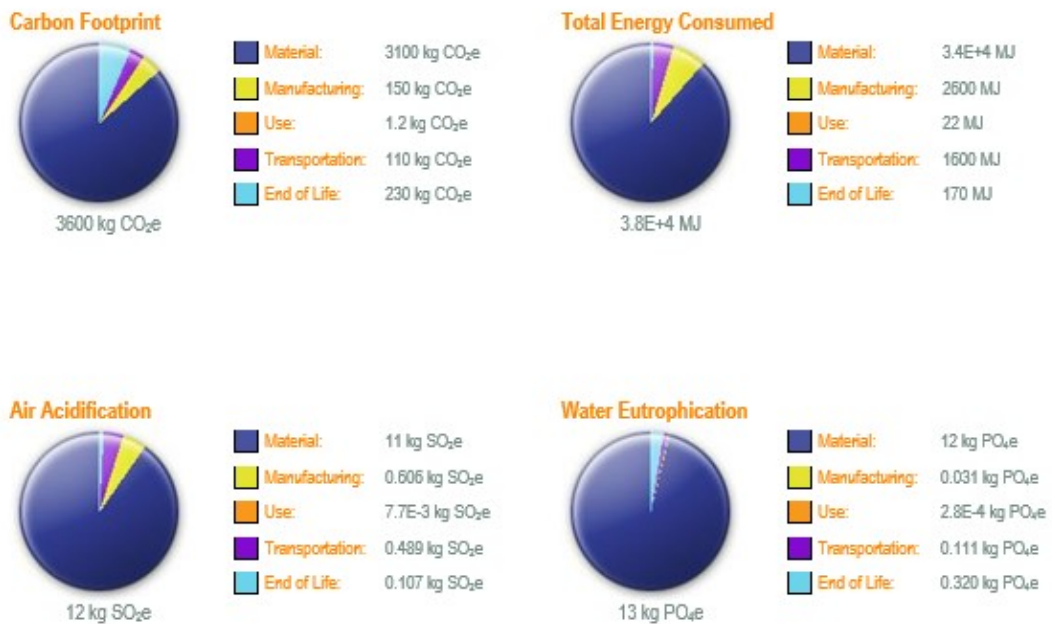 Carbon Footprint
Material: 3100 kg CO₂e
Manufacturing: 150 kg CO₂e
Use: 1.2 kg CO₂e
Transportation: 110 kg CO₂e
End of Life: 230 kg CO₂e
3600 kg CO₂e
Total Energy Consumed
Material: 3.4E+4 MJ
Manufacturing: 2600 MJ
Use: 22 MJ
Transportation: 1600 MJ
End of Life: 170 MJ
3.8E+4 MJ
Air Acidification
Material: 11 kg SO₂e
Manufacturing: 0.606 kg SO₂e
Use: 7.7E-3 kg SO₂e
Transportation: 0.489 kg SO₂e
End of Life: 0.107 kg SO₂e
12 kg SO₂e
Water Eutrophication
Material: 12 kg PO₄e
Manufacturing: 0.031 kg PO₄e
Use: 2.8E-4 kg PO₄e
Transportation: 0.111 kg PO₄e
End of Life: 0.320 kg PO₄e
13 kg PO₄e